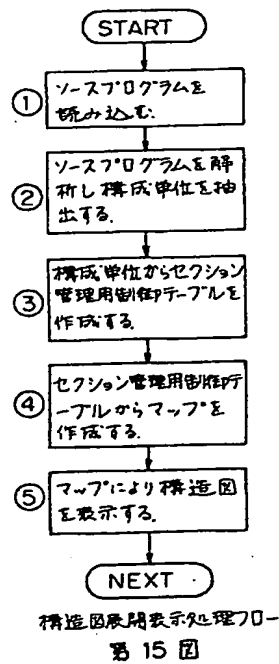 START
① ソースプログラムを
読み込む.
② ソースプログラムを解
析し構成単位を抽
出する.
③ 構成単位からセクション
管理用制御テーブルを
作成する.
④ セクション管理用制御テ
ーブルからマップを
作成する.
⑤ マップにより構造図
を表示する.
NEXT
構造図展開表示処理フロー
第 15 図